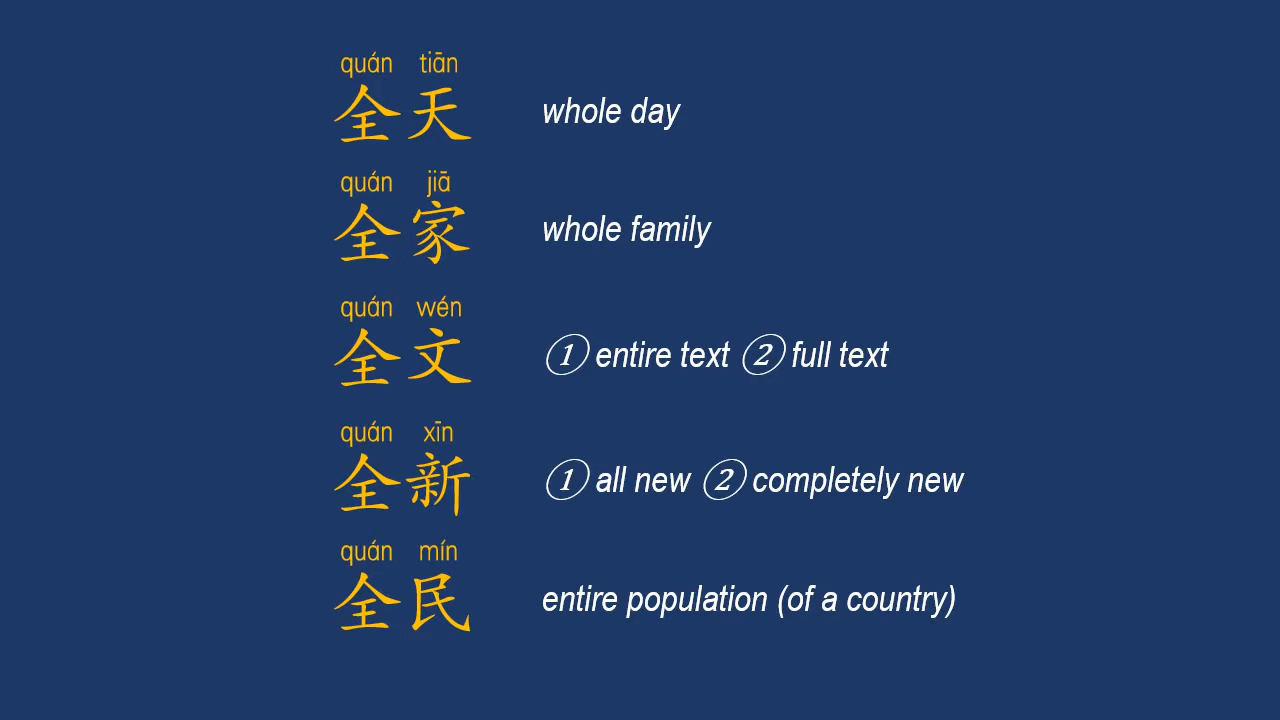 quán tiān
全天 whole day
quán jiā
全家 whole family
quán wén
全文 ① entire text ② full text
quán xīn
全新 ① all new ② completely new
quán mín
全民 entire population (of a country)